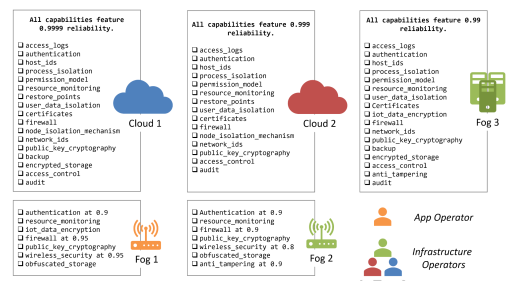 All capabilities feature
0.9999 reliability.
❑ access_logs
❑ authentication
❑ host_ids
❑ process_isolation
❑ permission_model
❑ resource_monitoring
❑ restore_points
❑ user_data_isolation
❑ certificates
❑ firewall
❑ node_isolation_mechanism
❑ network_ids
❑ public_key_cryptography
❑ backup
❑ encrypted_storage
❑ access_control
❑ audit
Cloud 1
All capabilities feature 0.999
reliability.
❑ access_logs
❑ authentication
❑ host_ids
❑ process_isolation
❑ permission_model
❑ resource_monitoring
❑ restore_points
❑ user_data_isolation
❑ certificates
❑ firewall
❑ node_isolation_mechanism
❑ network_ids
❑ public_key_cryptography
❑ access_control
❑ audit
Cloud 2
All capabilities feature 0.99
reliability.
❑ access_logs
❑ authentication
❑ host_ids
❑ process_isolation
❑ permission_model
❑ resource_monitoring
❑ user_data_isolation
❑ certificates
❑ iot_data_encryption
❑ firewall
❑ network_ids
❑ public_key_cryptography
❑ backup
❑ encrypted_storage
❑ access_control
❑ anti_tampering
❑ audit
Fog 3
❑ authentication at 0.9
❑ resource_monitoring
❑ iot_data_encryption
❑ firewall at 0.95
❑ public_key_cryptography
❑ wireless_security at 0.95
❑ obfuscated_storage
Fog 1
❑ Authentication at 0.9
❑ resource_monitoring
❑ firewall at 0.9
❑ public_key_cryptography
❑ wireless_security at 0.8
❑ obfuscated_storage
❑ anti_tampering at 0.9
Fog 2
App Operator
Infrastructure
Operators